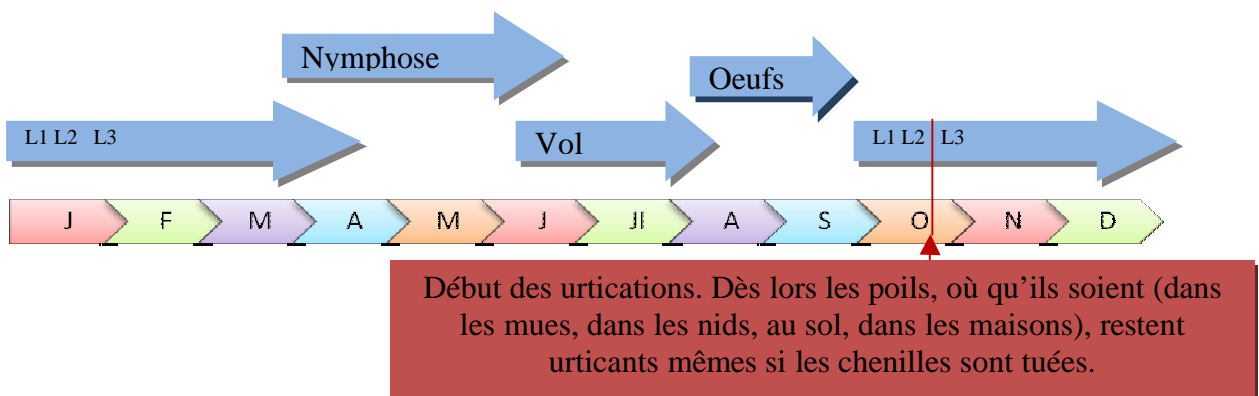 Nymphose
Oeufs
L1 L2 L3
Vol
L1 L2 L3
J F M A M J Jl A S O N D
Début des urtications. Dès lors les poils, où qu’ils soient (dans
les mues, dans les nids, au sol, dans les maisons), restent
urticants mêmes si les chenilles sont tuées.